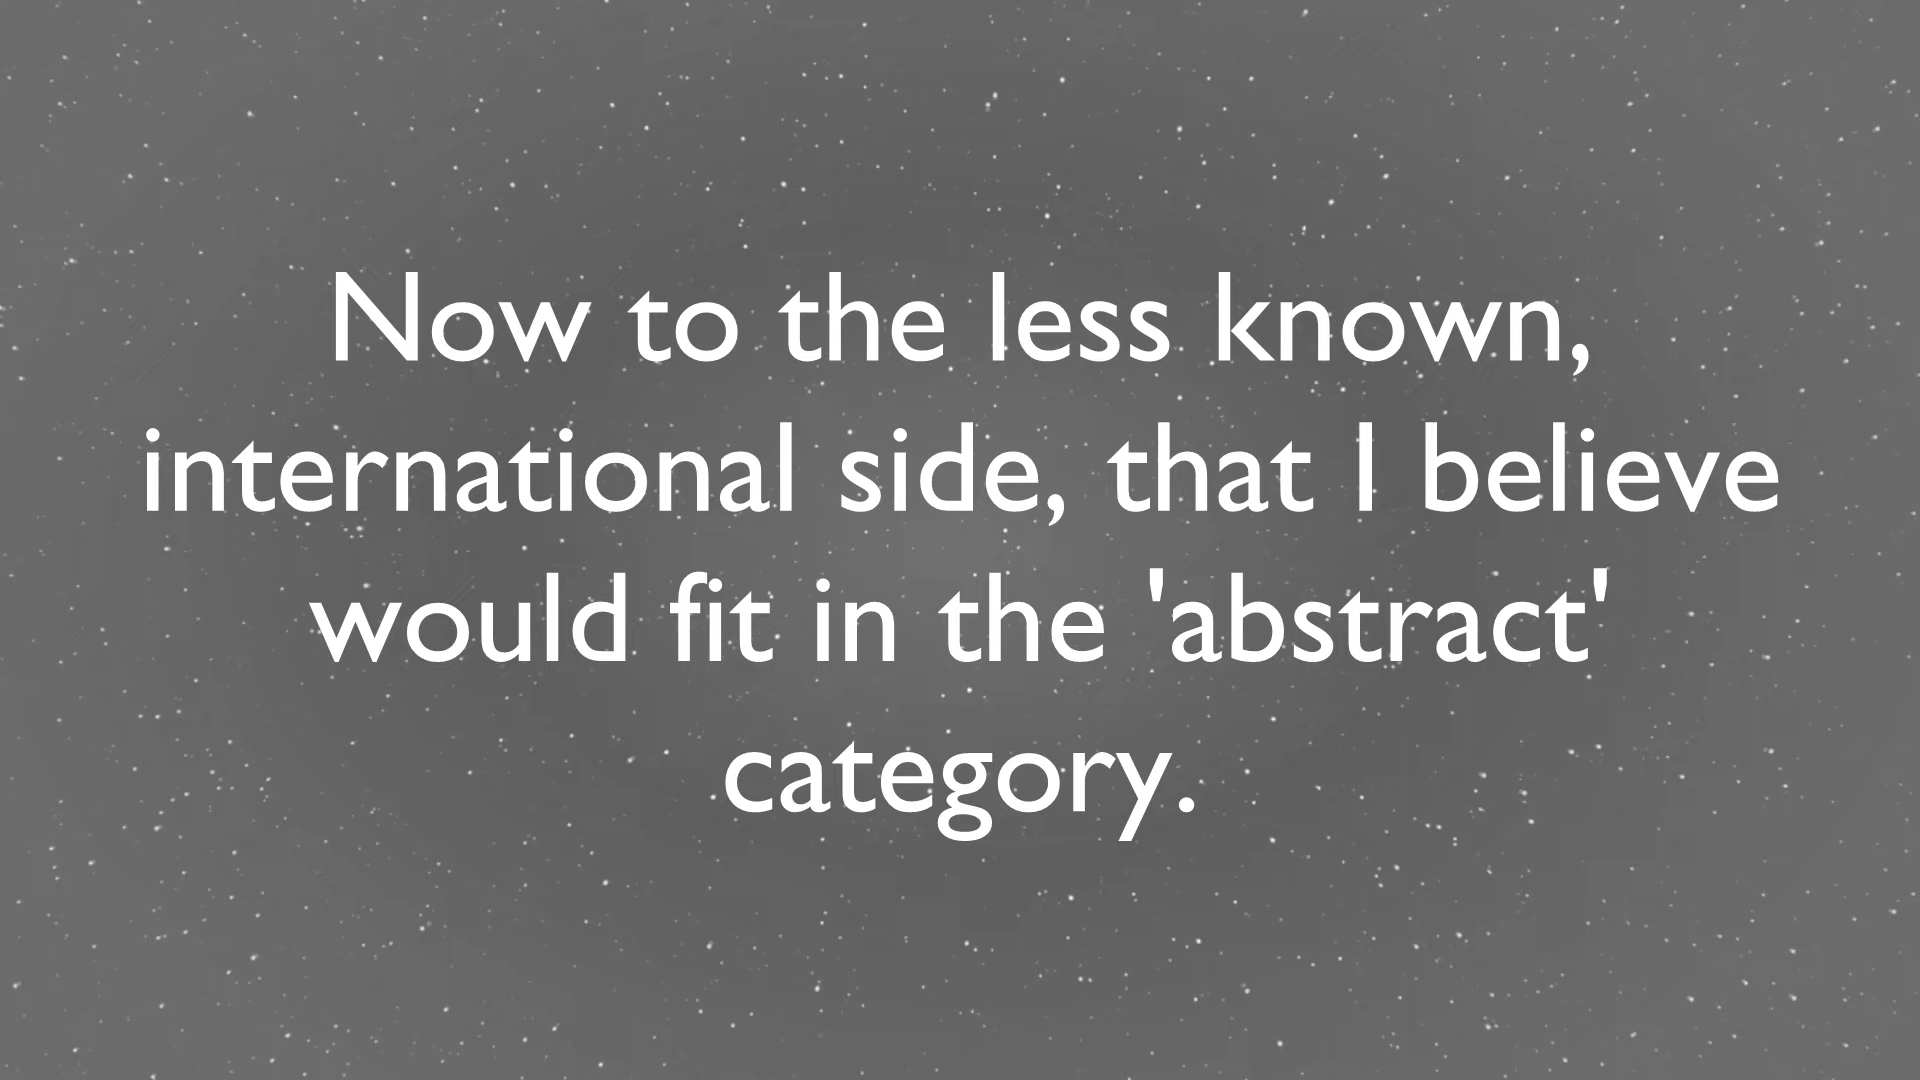 Now to the less known,
international side, that I believe
would fit in the 'abstract'
category.